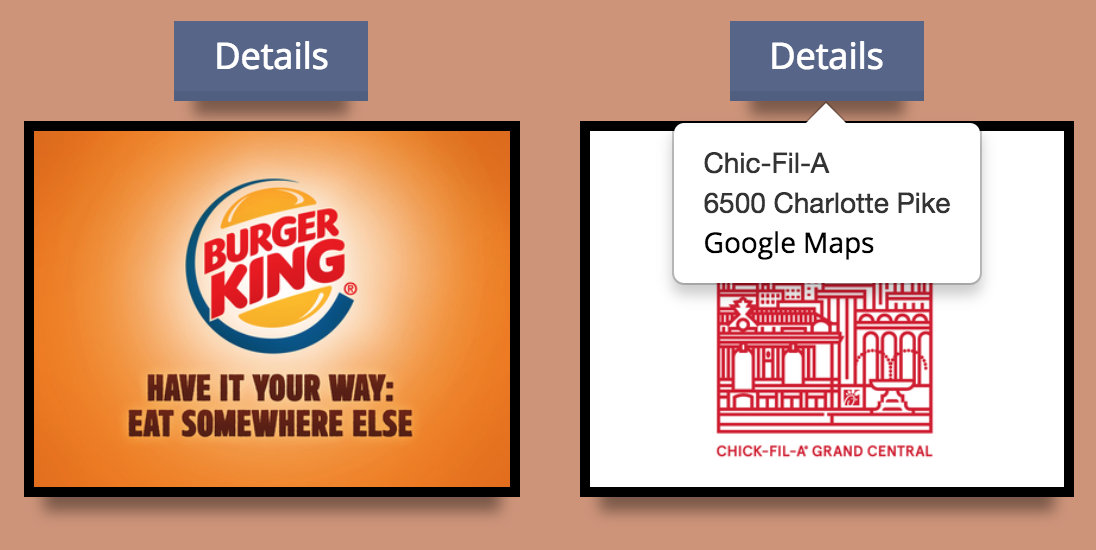 Details
Details
BURGER
KING®
HAVE IT YOUR WAY:
EAT SOMEWHERE ELSE
Chic-Fil-A
6500 Charlotte Pike
Google Maps
CHICK-FIL-A® GRAND CENTRAL